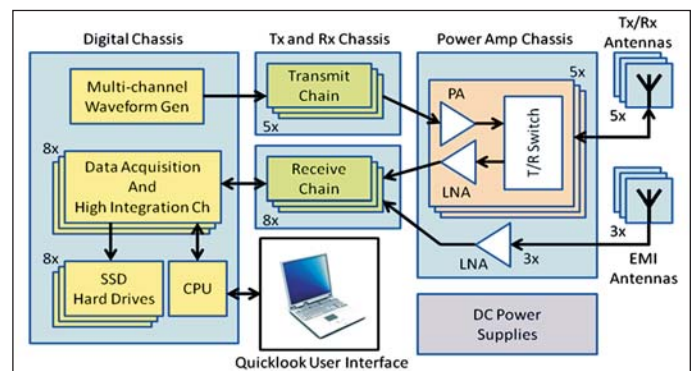 Digital Chassis
Tx and Rx Chassis
Power Amp Chassis
Tx/Rx
Antennas
Multi-channel
Waveform Gen
Transmit
Chain
5x
PA
5x
T/R Switch
LNA
5x
8x
Data Acquisition
And
High Integration Ch
Receive
Chain
8x
LNA
3x
3x
EMI
Antennas
8x
SSD
Hard Drives
CPU
DC Power
Supplies
Quicklook User Interface